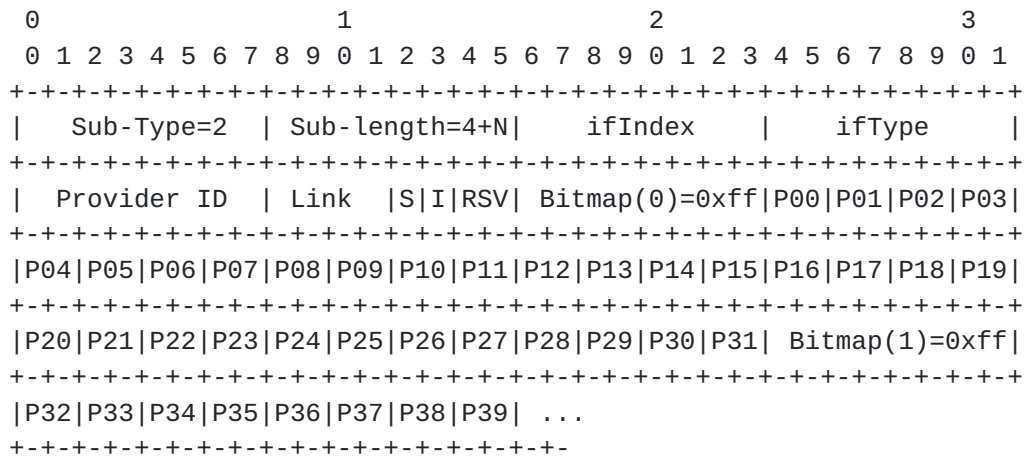 0                   1                   2                   3
 0 1 2 3 4 5 6 7 8 9 0 1 2 3 4 5 6 7 8 9 0 1 2 3 4 5 6 7 8 9 0 1
+-+-+-+-+-+-+-+-+-+-+-+-+-+-+-+-+-+-+-+-+-+-+-+-+-+-+-+-+-+-+-+-+
|   Sub-Type=2  | Sub-length=4+N|    ifIndex    |    ifType     |
+-+-+-+-+-+-+-+-+-+-+-+-+-+-+-+-+-+-+-+-+-+-+-+-+-+-+-+-+-+-+-+-+
|  Provider ID  | Link  |S|I|RSV| Bitmap(0)=0xff|P00|P01|P02|P03|
+-+-+-+-+-+-+-+-+-+-+-+-+-+-+-+-+-+-+-+-+-+-+-+-+-+-+-+-+-+-+-+-+
|P04|P05|P06|P07|P08|P09|P10|P11|P12|P13|P14|P15|P16|P17|P18|P19|
+-+-+-+-+-+-+-+-+-+-+-+-+-+-+-+-+-+-+-+-+-+-+-+-+-+-+-+-+-+-+-+-+
|P20|P21|P22|P23|P24|P25|P26|P27|P28|P29|P30|P31| Bitmap(1)=0xff|
+-+-+-+-+-+-+-+-+-+-+-+-+-+-+-+-+-+-+-+-+-+-+-+-+-+-+-+-+-+-+-+-+
|P32|P33|P34|P35|P36|P37|P38|P39| ...
+-+-+-+-+-+-+-+-+-+-+-+-+-+-+-+-+-+-